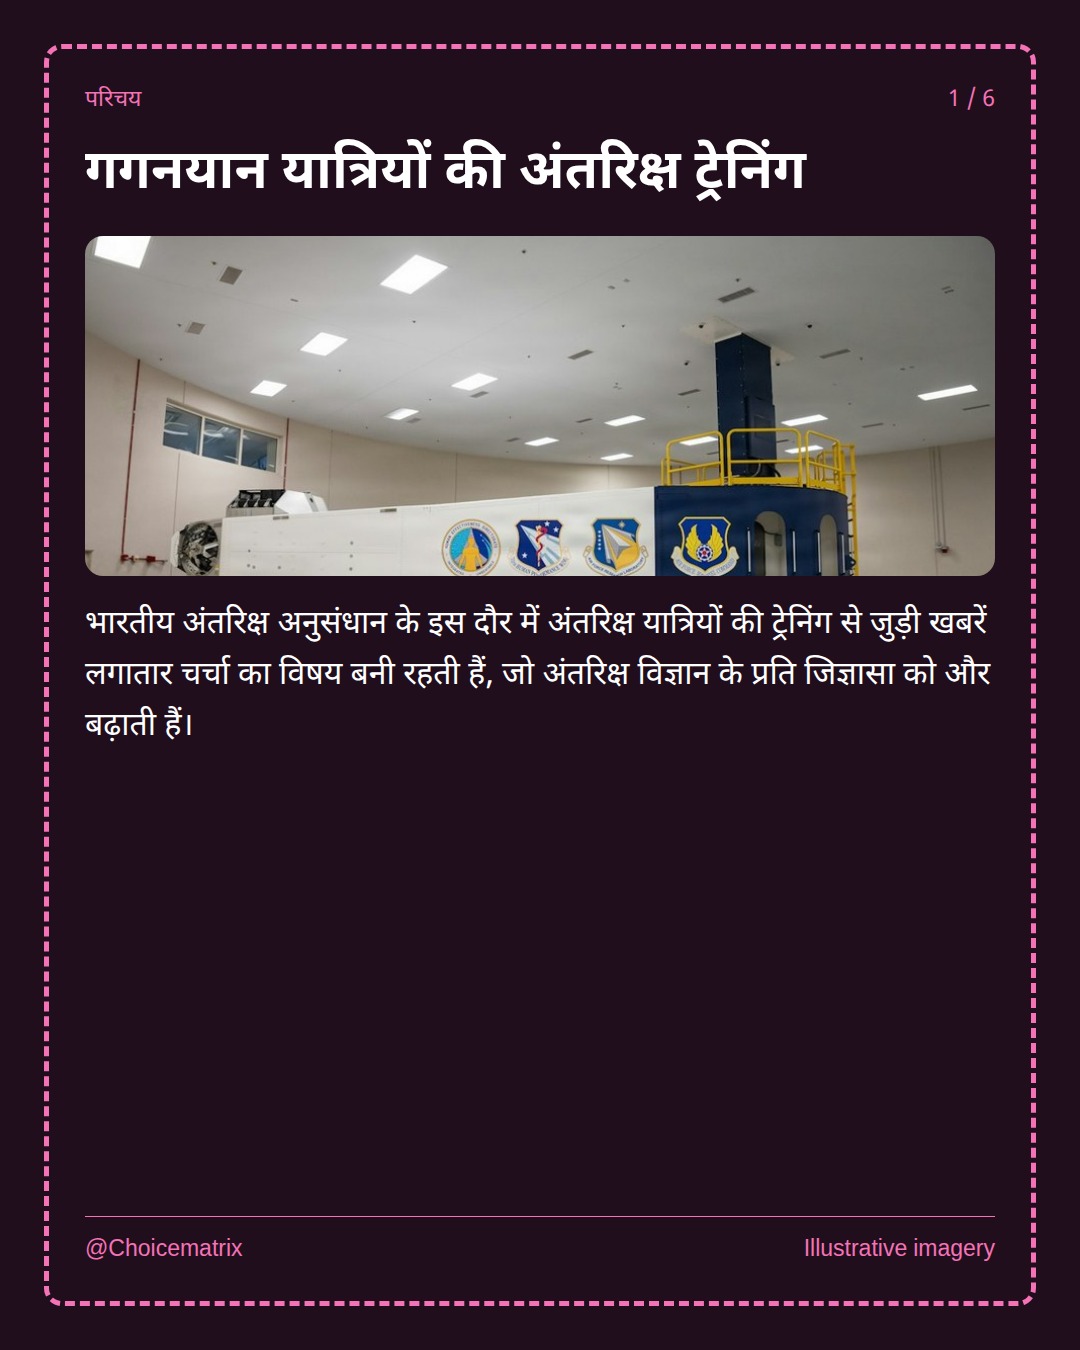 परिचय
1 / 6
गगनयान यात्रियों की अंतरिक्ष ट्रेनिंग
भारतीय अंतरिक्ष अनुसंधान के इस दौर में अंतरिक्ष यात्रियों की ट्रेनिंग से जुड़ी खबरें
लगातार चर्चा का विषय बनी रहती हैं, जो अंतरिक्ष विज्ञान के प्रति जिज्ञासा को और
बढ़ाती हैं।
@Choicematrix
Illustrative imagery